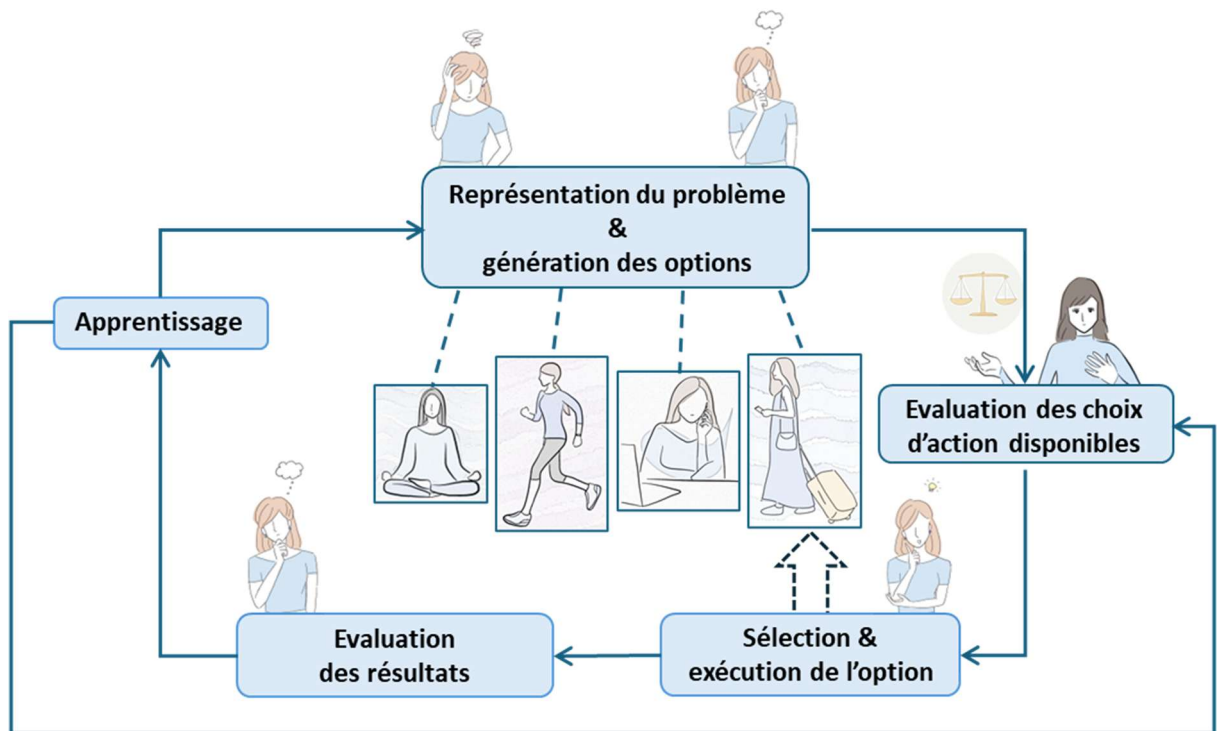 Représentation du problème
&
génération des options
Apprentissage
Evaluation des choix
d'action disponibles
Evaluation
des résultats
Sélection &
exécution de l'option